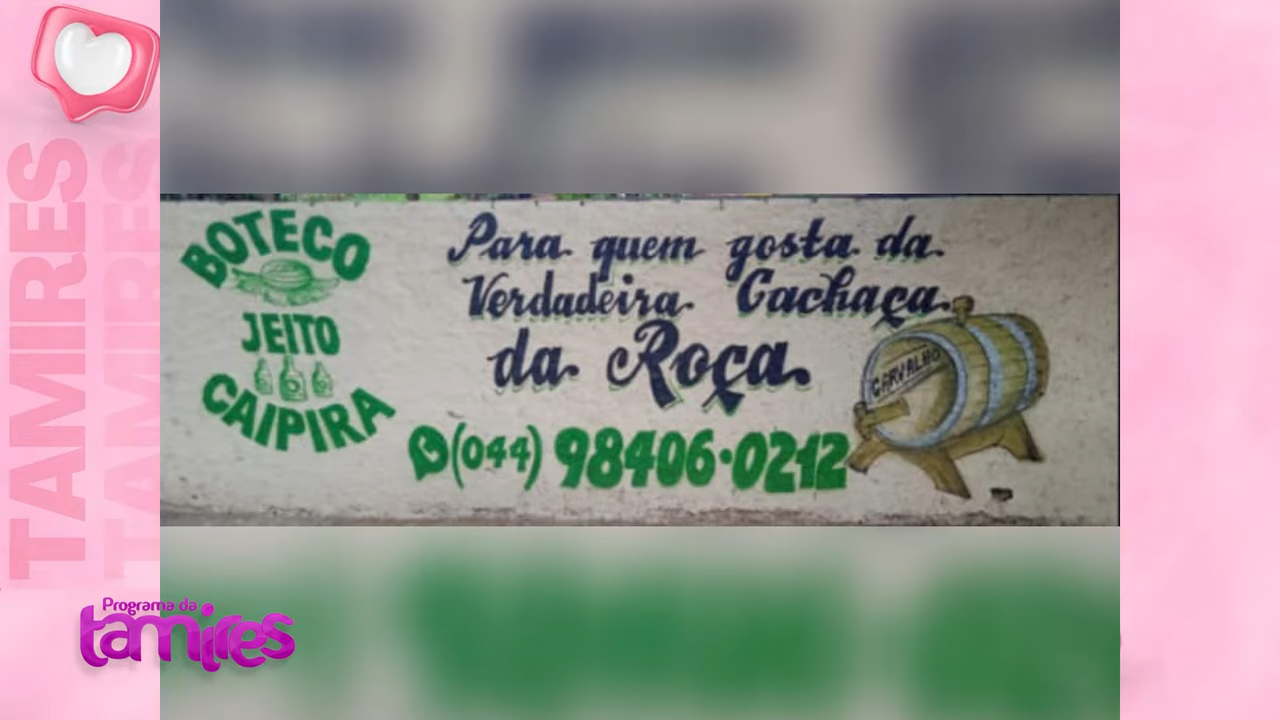 TAMIRES
TAMIRES
BOTECO
JEITO
CAIPIRA
Para quem gosta da
Verdadeira Cachaça
da Roça
(044) 98406-0212
CARVALHO
Programa da
tamires